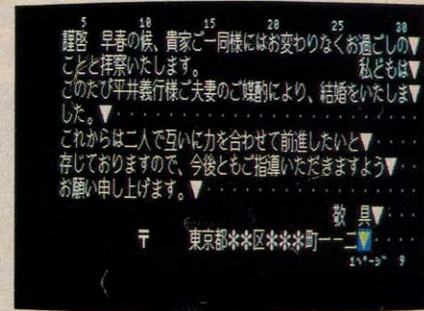 5 10 15 20 25 30
謹啓 早春の候、貴家ご一同様にはお変わりなくお過ごしの▼
ことと拝察いたします。 私どもは▼
このたび平井義行様ご夫妻のご媒酌により、結婚をいたしま▼
した。▼
これからは二人で互いに力を合わせて前進したいと▼
存じておりますので、今後ともご指導いただきますよう▼
お願い申し上げます。▼
敬 具▼
〒 東京都**区***町一ー二▼
1ページ 9